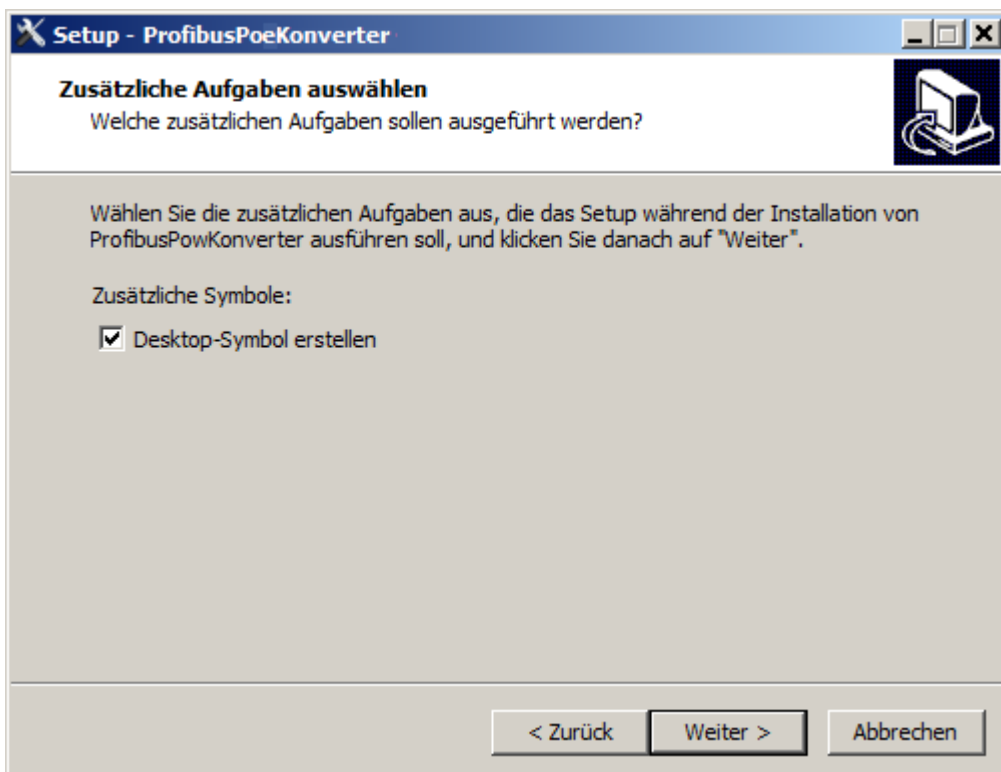 Setup - ProfibusPoeKonverter
Zusätzliche Aufgaben auswählen
Welche zusätzlichen Aufgaben sollen ausgeführt werden?
Wählen Sie die zusätzlichen Aufgaben aus, die das Setup während der Installation von
ProfibusPowKonverter ausführen soll, und klicken Sie danach auf "Weiter".
Zusätzliche Symbole:
Desktop-Symbol erstellen
< Zurück Weiter > Abbrechen